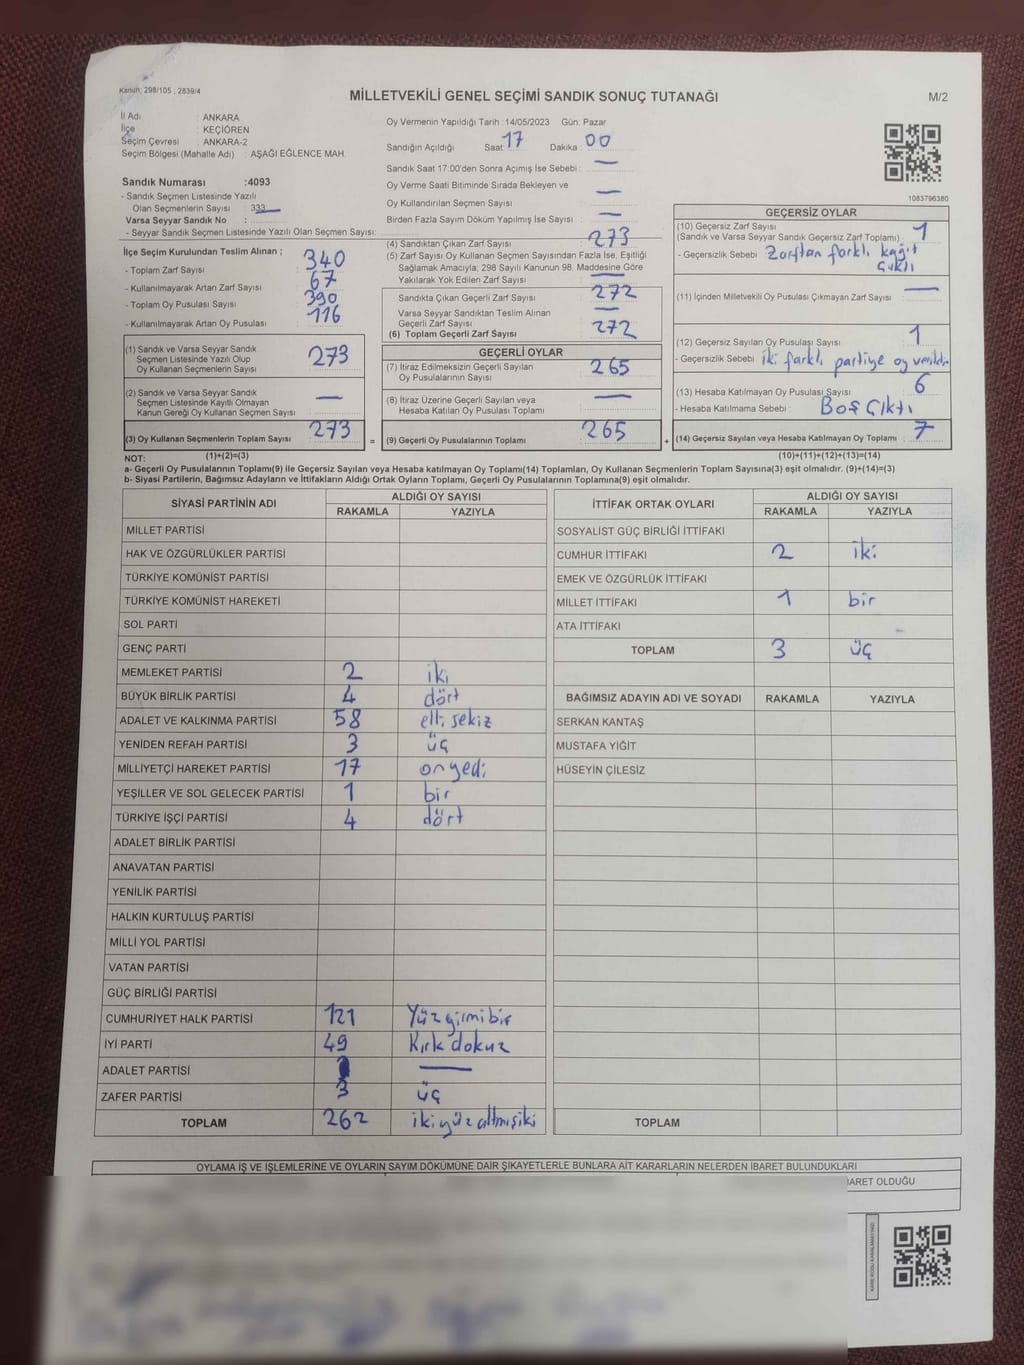 Kanun; 298/105 , 2839/4
MİLLETVEKİLİ GENEL SEÇİMİ SANDIK SONUÇ TUTANAĞI
M/2
İl Adı : ANKARA
İlçe : KEÇİÖREN
Seçim Çevresi : ANKARA-2
Seçim Bölgesi (Mahalle Adı) : AŞAĞI EĞLENCE MAH.
Sandık Numarası :4093
- Sandık Seçmen Listesinde Yazılı
Olan Seçmenlerin Sayısı : 333
Varsa Seyyar Sandık No :
- Seyyar Sandık Seçmen Listesinde Yazılı Olan Seçmen Sayısı:
Oy Vermenin Yapıldığı Tarih :14/05/2023 Gün: Pazar
Sandığın Açıldığı Saat: 17 Dakika : 00
Sandık Saat 17:00'den Sonra Açımış İse Sebebi : —
Oy Verme Saati Bitiminde Sırada Bekleyen ve
Oy Kullandırılan Seçmen Sayısı : —
Birden Fazla Sayım Döküm Yapılmış İse Sayısı : —
1083796380
İlçe Seçim Kurulundan Teslim Alınan ;
- Toplam Zarf Sayısı : 340
- Kullanılmayarak Artan Zarf Sayısı : 67
- Toplam Oy Pusulası Sayısı : 390
- Kullanılmayarak Artan Oy Pusulası : 116
(4) Sandıktan Çıkan Zarf Sayısı : 273
(5) Zarf Sayısı Oy Kullanan Seçmen Sayısından Fazla İse, Eşitliği
Sağlamak Amacıyla; 298 Sayılı Kanunun 98. Maddesine Göre
Yakılarak Yok Edilen Zarf Sayısı : —
Sandıkta Çıkan Geçerli Zarf Sayısı : 272
Varsa Seyyar Sandıktan Teslim Alınan
Geçerli Zarf Sayısı : —
(6) Toplam Geçerli Zarf Sayısı : 272
GEÇERSİZ OYLAR
(10) Geçersiz Zarf Sayısı
(Sandık ve Varsa Seyyar Sandık Geçersiz Zarf Toplamı) : 1
- Geçersizlik Sebebi : Zarftan farklı kağıt
çıktı
(11) İçinden Milletvekili Oy Pusulası Çıkmayan Zarf Sayısı : —
(12) Geçersiz Sayılan Oy Pusulası Sayısı : 1
- Geçersizlik Sebebi : iki farklı partiye oy verildi.
(13) Hesaba Katılmayan Oy Pusulası Sayısı : 6
- Hesaba Katılmama Sebebi : Boş Çıktı
(14) Geçersiz Sayılan veya Hesaba Katılmayan Oy Toplamı : 7
(10)+(11)+(12)+(13)=(14)
(1) Sandık ve Varsa Seyyar Sandık
Seçmen Listesinde Yazılı Olup
Oy Kullanan Seçmenlerin Sayısı : 273
(2) Sandık ve Varsa Seyyar Sandık
Seçmen Listesinde Kayıtlı Olmayan
Kanun Gereği Oy Kullanan Seçmen Sayısı : —
(3) Oy Kullanan Seçmenlerin Toplam Sayısı : 273
GEÇERLİ OYLAR
(7) İtiraz Edilmeksizin Geçerli Sayılan
Oy Pusulalarının Sayısı : 265
(8) İtiraz Üzerine Geçerli Sayılan veya
Hesaba Katılan Oy Pusulası Toplamı : —
= (9) Geçerli Oy Pusulalarının Toplamı : 265 +
NOT: (1)+(2)=(3)
a- Geçerli Oy Pusulalarının Toplamı(9) ile Geçersiz Sayılan veya Hesaba katılmayan Oy Toplamı(14) Toplamları, Oy Kullanan Seçmenlerin Toplam Sayısına(3) eşit olmalıdır. (9)+(14)=(3)
b- Siyasi Partilerin, Bağımsız Adayların ve İttifakların Aldığı Ortak Oyların Toplamı, Geçerli Oy Pusulalarının Toplamına(9) eşit olmalıdır.
SİYASİ PARTİNİN ADI ALDIĞI OY SAYISI
RAKAMLA YAZIYLA
MİLLET PARTİSİ
HAK VE ÖZGÜRLÜKLER PARTİSİ
TÜRKİYE KOMÜNİST PARTİSİ
TÜRKİYE KOMÜNİST HAREKETİ
SOL PARTİ
GENÇ PARTİ
MEMLEKET PARTİSİ 2 iki
BÜYÜK BİRLİK PARTİSİ 4 dört
ADALET VE KALKINMA PARTİSİ 58 elli sekiz
YENİDEN REFAH PARTİSİ 3 üç
MİLLİYETÇİ HAREKET PARTİSİ 17 onyedi
YEŞİLLER VE SOL GELECEK PARTİSİ 1 bir
TÜRKİYE İŞÇİ PARTİSİ 4 dört
ADALET BİRLİK PARTİSİ
ANAVATAN PARTİSİ
YENİLİK PARTİSİ
HALKIN KURTULUŞ PARTİSİ
MİLLİ YOL PARTİSİ
VATAN PARTİSİ
GÜÇ BİRLİĞİ PARTİSİ
CUMHURİYET HALK PARTİSİ 121 Yüzyirmibir
İYİ PARTİ 49 Kırk dokuz
ADALET PARTİSİ —
ZAFER PARTİSİ 3 üç
TOPLAM 262 ikiyüz altmışiki
İTTİFAK ORTAK OYLARI ALDIĞI OY SAYISI
RAKAMLA YAZIYLA
SOSYALİST GÜÇ BİRLİĞİ İTTİFAKI
CUMHUR İTTİFAKI 2 iki
EMEK VE ÖZGÜRLÜK İTTİFAKI
MİLLET İTTİFAKI 1 bir
ATA İTTİFAKI
TOPLAM 3 üç
BAĞIMSIZ ADAYIN ADI VE SOYADI RAKAMLA YAZIYLA
SERKAN KANTAŞ
MUSTAFA YİĞİT
HÜSEYİN ÇİLESİZ
TOPLAM
OYLAMA İŞ VE İŞLEMLERİNE VE OYLARIN SAYIM DÖKÜMÜNE DAİR ŞİKAYETLERLE BUNLARA AİT KARARLARIN NELERDEN İBARET BULUNDUKLARI
BARET OLDUĞU